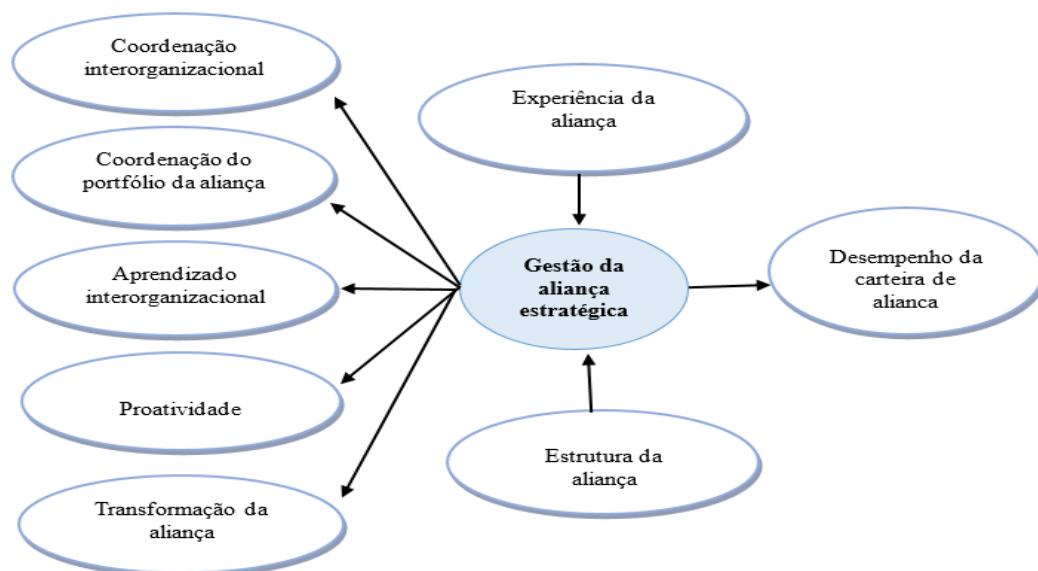 Coordenação
interorganizacional
Coordenação do
portfólio da aliança
Aprendizado
interorganizacional
Proatividade
Transformação da
aliança
Experiência da
aliança
Gestão da
aliança
estratégica
Estrutura da
aliança
Desempenho da
carteira de
alianca